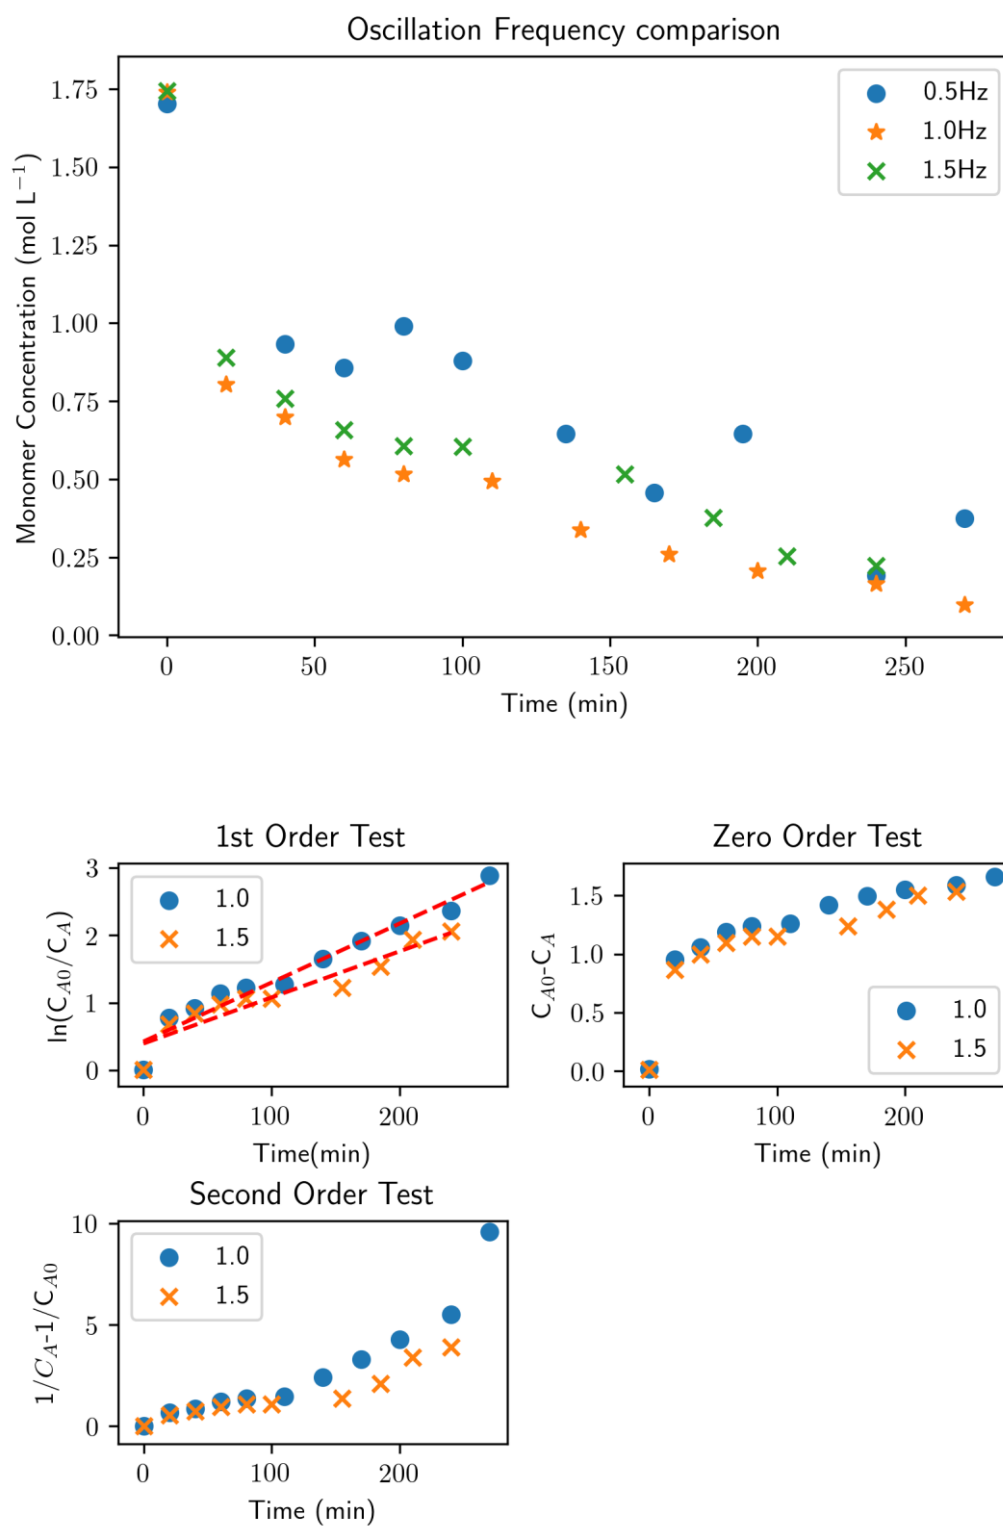 Oscillation Frequency comparison
Monomer Concentration (mol L⁻¹)
1.75
1.50
1.25
1.00
0.75
0.50
0.25
0.00
0.5Hz
1.0Hz
1.5Hz
0 50 100 150 200 250
Time (min)
1st Order Test
ln(C_A0/C_A)
3
2
1
0
1.0
1.5
0 100 200
Time(min)
Zero Order Test
C_A0-C_A
1.5
1.0
0.5
0.0
1.0
1.5
0 100 200
Time (min)
Second Order Test
1/C_A-1/C_A0
10
5
0
1.0
1.5
0 100 200
Time (min)